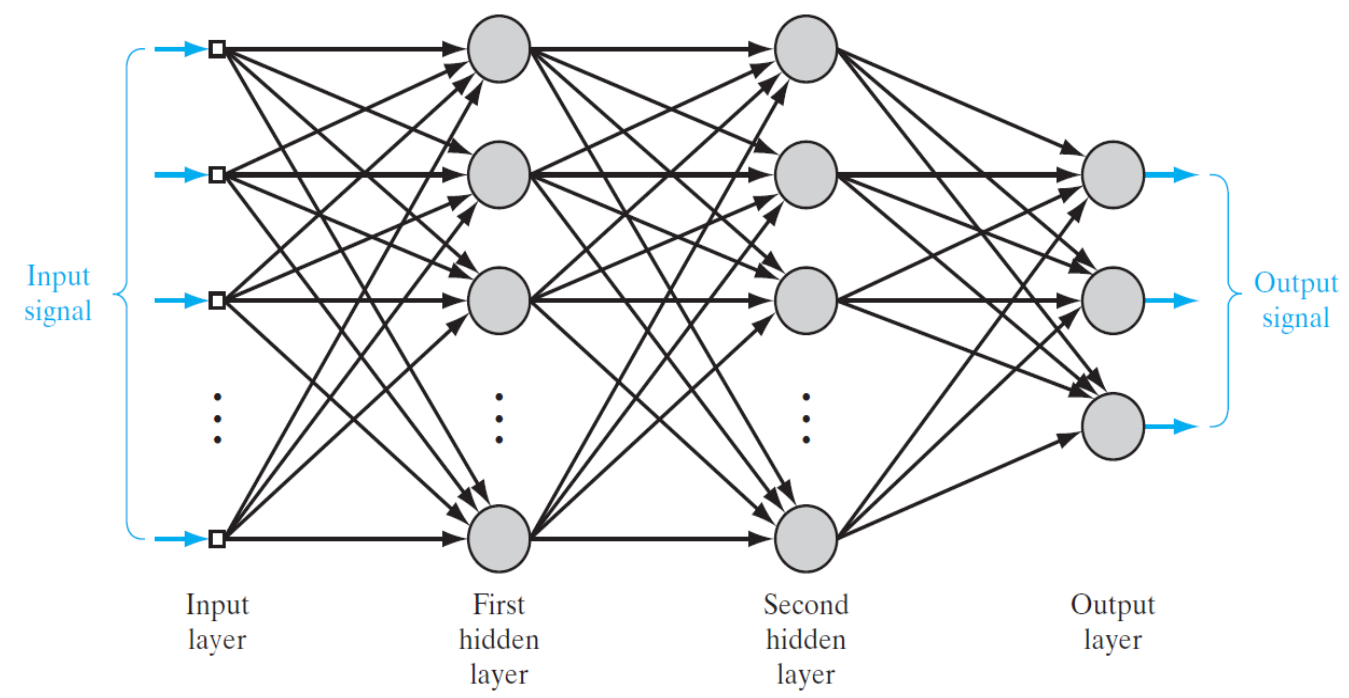 Input
signal
Output
signal
Input
layer
First
hidden
layer
Second
hidden
layer
Output
layer